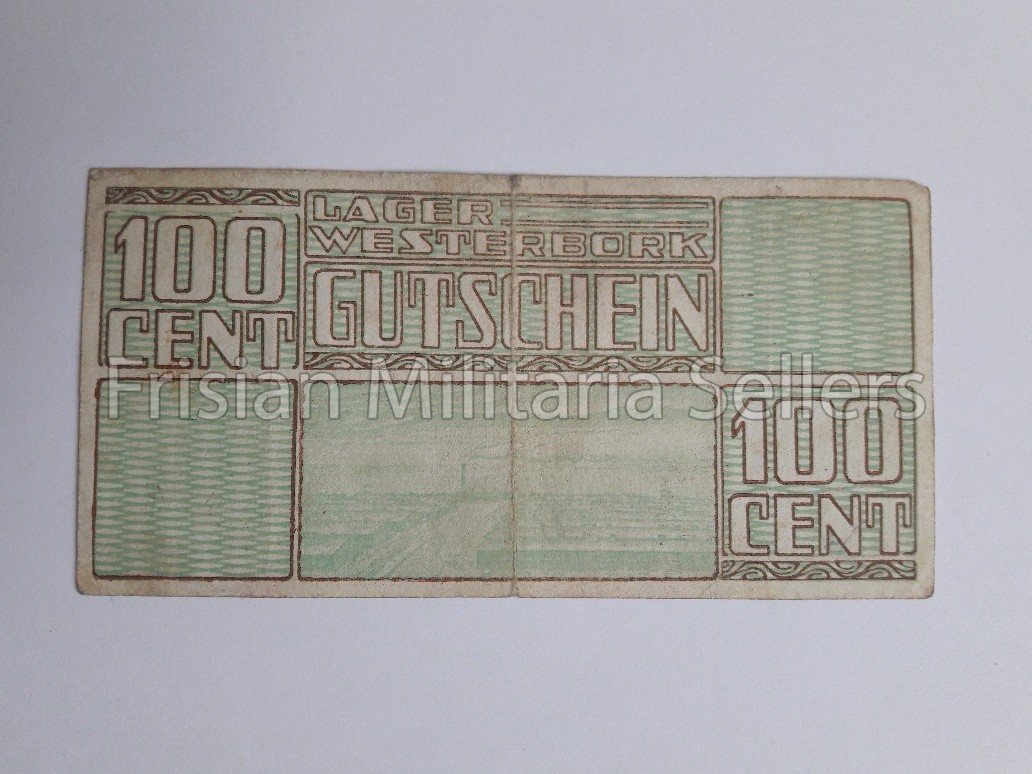 100
CENT
LAGER
WESTERBORK
GUTSCHEIN
Frisian Militaria Sellers
100
CENT